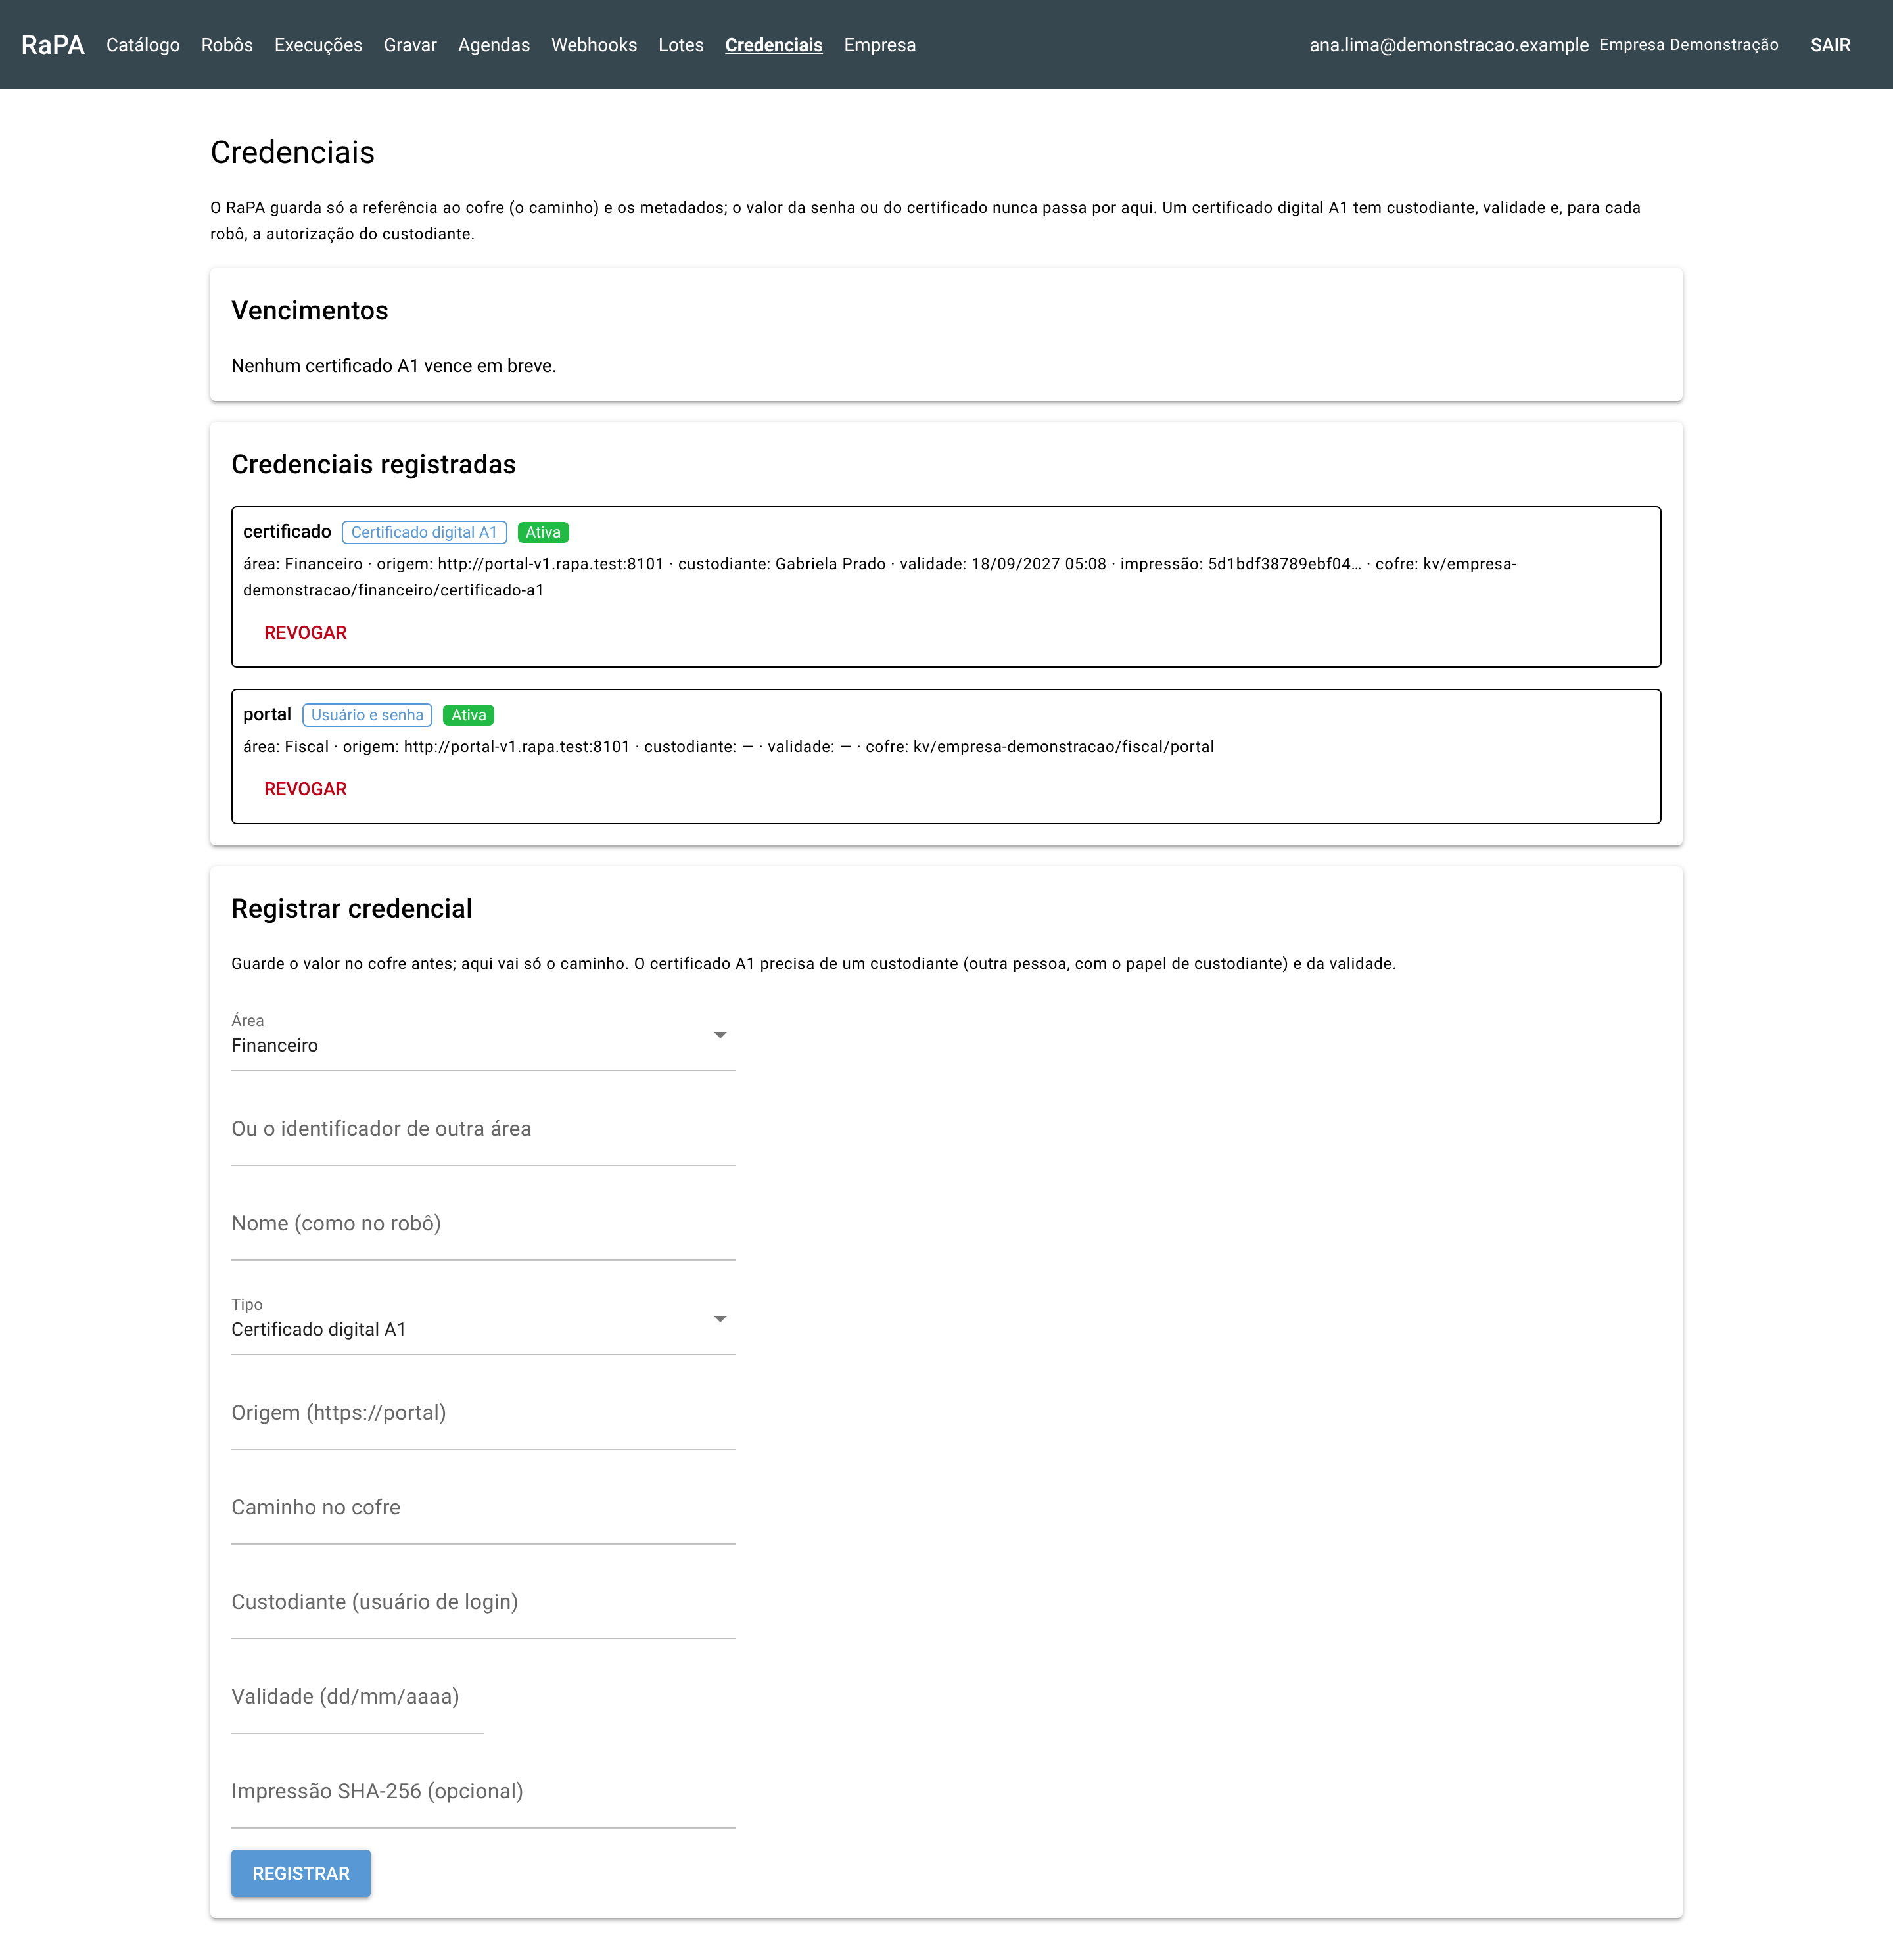 RaPA Catálogo Robôs Execuções Gravar Agendas Webhooks Lotes Credenciais Empresa ana.lima@demonstracao.example Empresa Demonstração SAIR
Credenciais
O RaPA guarda só a referência ao cofre (o caminho) e os metadados; o valor da senha ou do certificado nunca passa por aqui. Um certificado digital A1 tem custodiante, validade e, para cada
robô, a autorização do custodiante.
Vencimentos
Nenhum certificado A1 vence em breve.
Credenciais registradas
certificado Certificado digital A1 Ativa
área: Financeiro · origem: http://portal-v1.rapa.test:8101 · custodiante: Gabriela Prado · validade: 18/09/2027 05:08 · impressão: 5d1bdf38789ebf04… · cofre: kv/empresa-
demonstracao/financeiro/certificado-a1
REVOGAR
portal Usuário e senha Ativa
área: Fiscal · origem: http://portal-v1.rapa.test:8101 · custodiante: — · validade: — · cofre: kv/empresa-demonstracao/fiscal/portal
REVOGAR
Registrar credencial
Guarde o valor no cofre antes; aqui vai só o caminho. O certificado A1 precisa de um custodiante (outra pessoa, com o papel de custodiante) e da validade.
Área
Financeiro
Ou o identificador de outra área
Nome (como no robô)
Tipo
Certificado digital A1
Origem (https://portal)
Caminho no cofre
Custodiante (usuário de login)
Validade (dd/mm/aaaa)
Impressão SHA-256 (opcional)
REGISTRAR